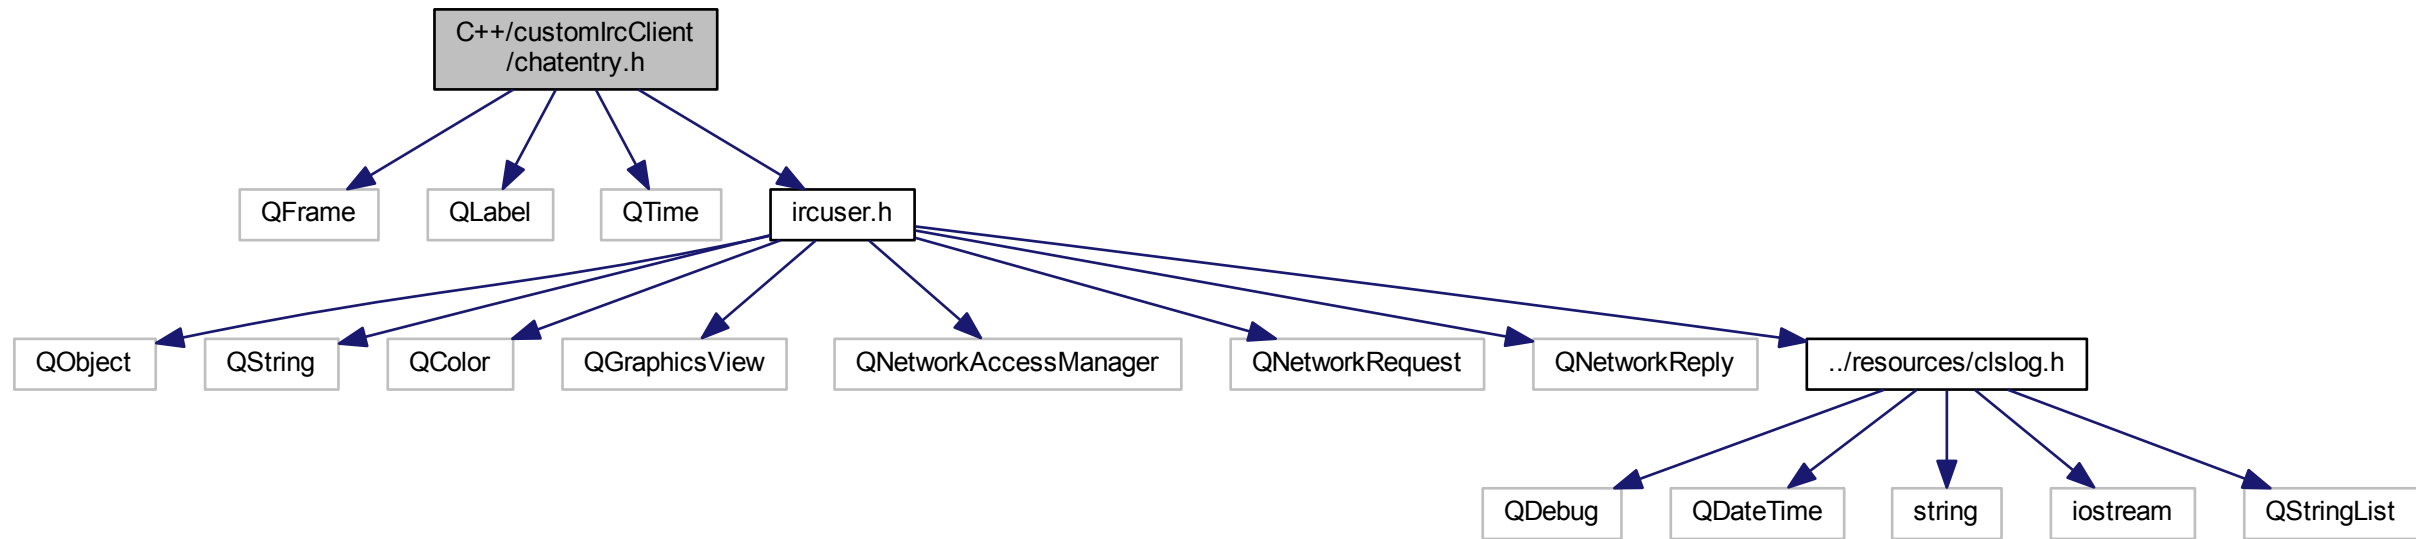 C++/customIrcClient
/chatentry.h
QFrame
QLabel
QTime
ircuser.h
QObject
QString
QColor
QGraphicsView
QNetworkAccessManager
QNetworkRequest
QNetworkReply
../resources/clslog.h
QDebug
QDateTime
string
iostream
QStringList